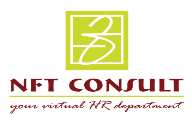 NFT CONSULT
your virtual HR department